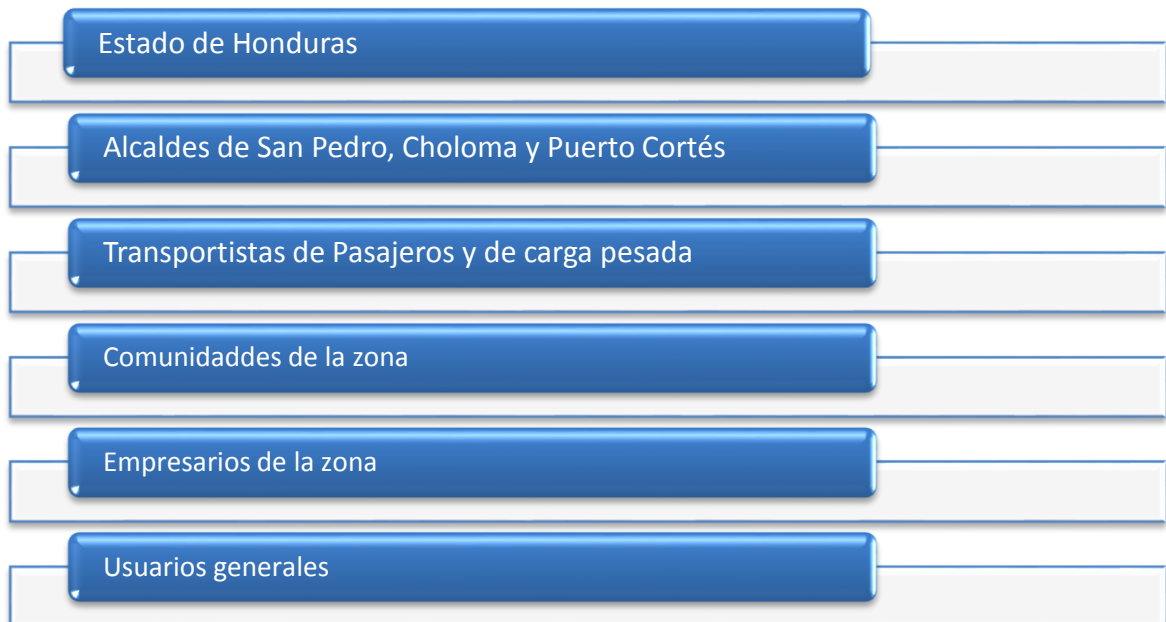 Estado de Honduras
Alcaldes de San Pedro, Choloma y Puerto Cortés
Transportistas de Pasajeros y de carga pesada
Comunidaddes de la zona
Empresarios de la zona
Usuarios generales